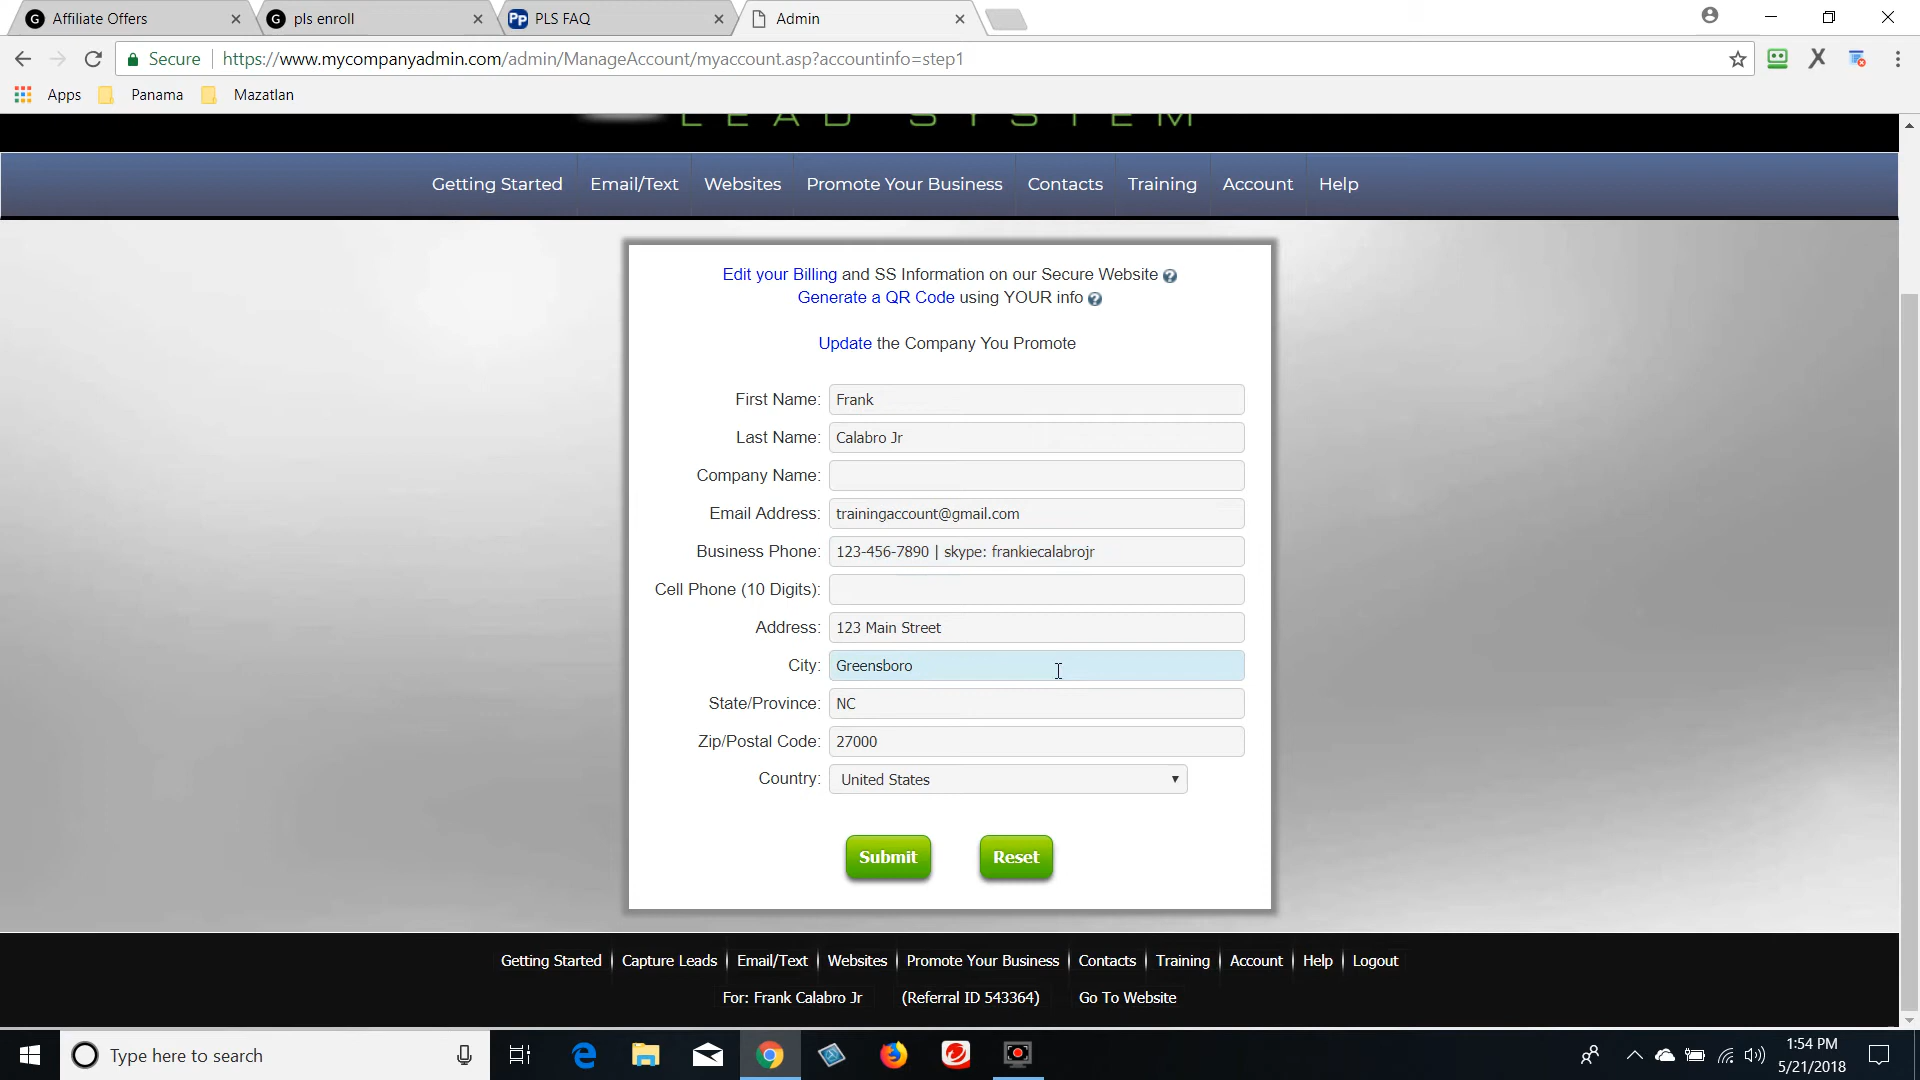 Affiliate Offers
pls enroll
PLS FAQ
Admin
Secure
https://www.mycompanyadmin.com/admin/ManageAccount/myaccount.asp?accountinfo=step1
Apps
Panama
Mazatlan
LEAD SYSTEM
Getting Started
Email/Text
Websites
Promote Your Business
Contacts
Training
Account
Help
Edit your Billing and SS Information on our Secure Website ?
Generate a QR Code using YOUR info ?
Update the Company You Promote
First Name: Frank
Last Name: Calabro Jr
Company Name:
Email Address: trainingaccount@gmail.com
Business Phone: 123-456-7890 | skype: frankiecalabrojr
Cell Phone (10 Digits):
Address: 123 Main Street
City: Greensboro
State/Province: NC
Zip/Postal Code: 27000
Country: United States
Submit
Reset
Getting Started | Capture Leads | Email/Text | Websites | Promote Your Business | Contacts | Training | Account | Help | Logout
For: Frank Calabro Jr (Referral ID 543364) Go To Website
Type here to search
1:54 PM
5/21/2018